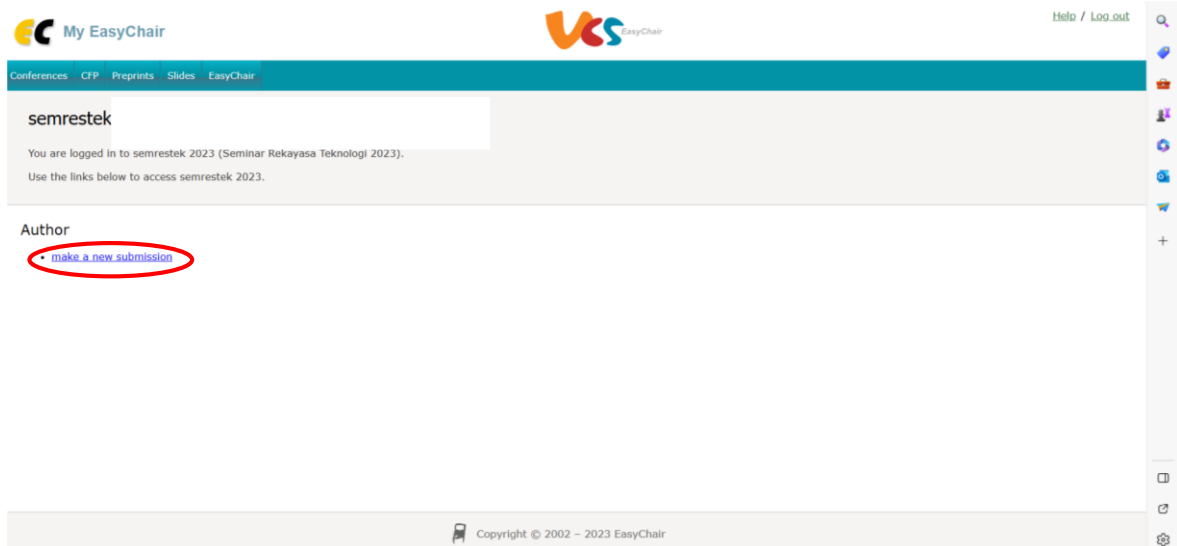 EC My EasyChair
VCS EasyChair
Help / Log out
Conferences CFP Preprints Slides EasyChair
semrestek
You are logged in to semrestek 2023 (Seminar Rekayasa Teknologi 2023).
Use the links below to access semrestek 2023.
Author
• make a new submission
Copyright © 2002 – 2023 EasyChair